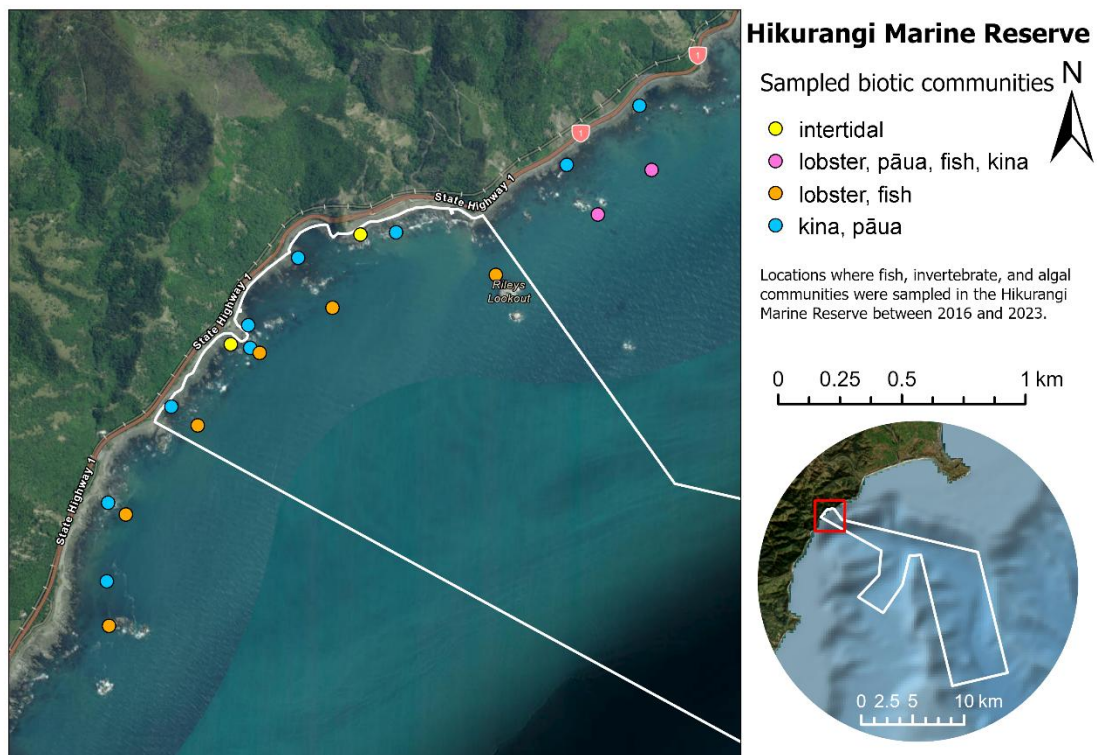 Hikurangi Marine Reserve
Sampled biotic communities
N
intertidal
lobster, pāua, fish, kina
lobster, fish
kina, pāua
Locations where fish, invertebrate, and algal
communities were sampled in the Hikurangi
Marine Reserve between 2016 and 2023.
0 0.25 0.5 1 km
0 2.5 5 10 km
1
1
State Highway 1
State Highway 1
State Highway 1
Rileys
Lookout